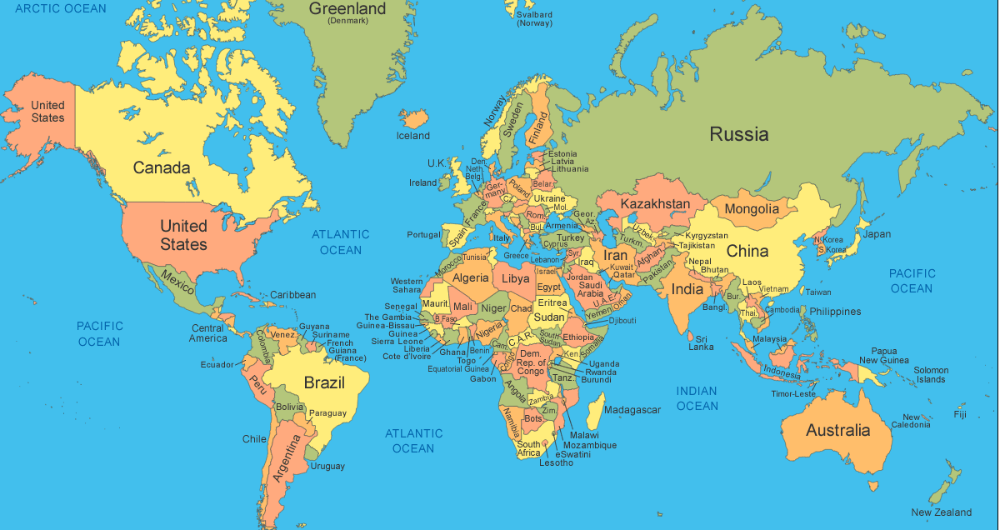 ARCTIC OCEAN
Greenland
(Denmark)
Svalbard
(Norway)
United
States
Canada
Iceland
Norway
Sweden
Finland
Russia
U.K.
Ireland
Den.
Neth.
Belg.
Estonia
Latvia
Lithuania
Belar.
Ger-
many
Poland
CZ.
Ukraine
Mol.
France
Rom.
Bul.
Geor.
Az.
Armenia
Kazakhstan
Mongolia
United
States
ATLANTIC
OCEAN
Portugal
Spain
Italy
Greece
Turkey
Cyprus
Lebanon
Syr.
Israel
Iraq
Iran
Jordan
Kuwait
Qatar
Saudi
Arabia
U.A.E.
Oman
Yemen
Uzbek.
Turkm.
Kyrgyzstan
Tajikistan
Afghan.
Pakistan
China
N.Korea
S.Korea
Japan
Nepal
Bhutan
India
Bangl.
Bur.
Laos
Vietnam
Thai.
Cambodia
Taiwan
Philippines
PACIFIC
OCEAN
Mexico
Caribbean
Central
America
PACIFIC
OCEAN
Morocco
Tunisia
Algeria
Libya
Egypt
Western
Sahara
Maurit.
Mali
Niger
Chad
Eritrea
Sudan
Senegal
The Gambia
Guinea-Bissau
Guinea
Sierra Leone
Liberia
Cote d'Ivoire
B.Faso
Ghana
Togo
Benin
Nigeria
Equatorial Guinea
Gabon
Cam.
C.A.R.
South
Sudan
Ethiopia
Djibouti
Somalia
Congo
Dem.
Rep. of
Congo
Ken.
Uganda
Rwanda
Burundi
Tanz.
Sri
Lanka
Malaysia
Indonesia
Timor-Leste
Papua
New Guinea
Solomon
Islands
Venez.
Guyana
Suriname
French
Guiana
(France)
Colombia
Ecuador
Peru
Brazil
Bolivia
Paraguay
Chile
Argentina
Uruguay
ATLANTIC
OCEAN
Angola
Zambia
Zim.
Namibia
Bots
South
Africa
Malawi
Mozambique
eSwatini
Lesotho
Madagascar
INDIAN
OCEAN
Australia
New
Caledonia
Fiji
New Zealand